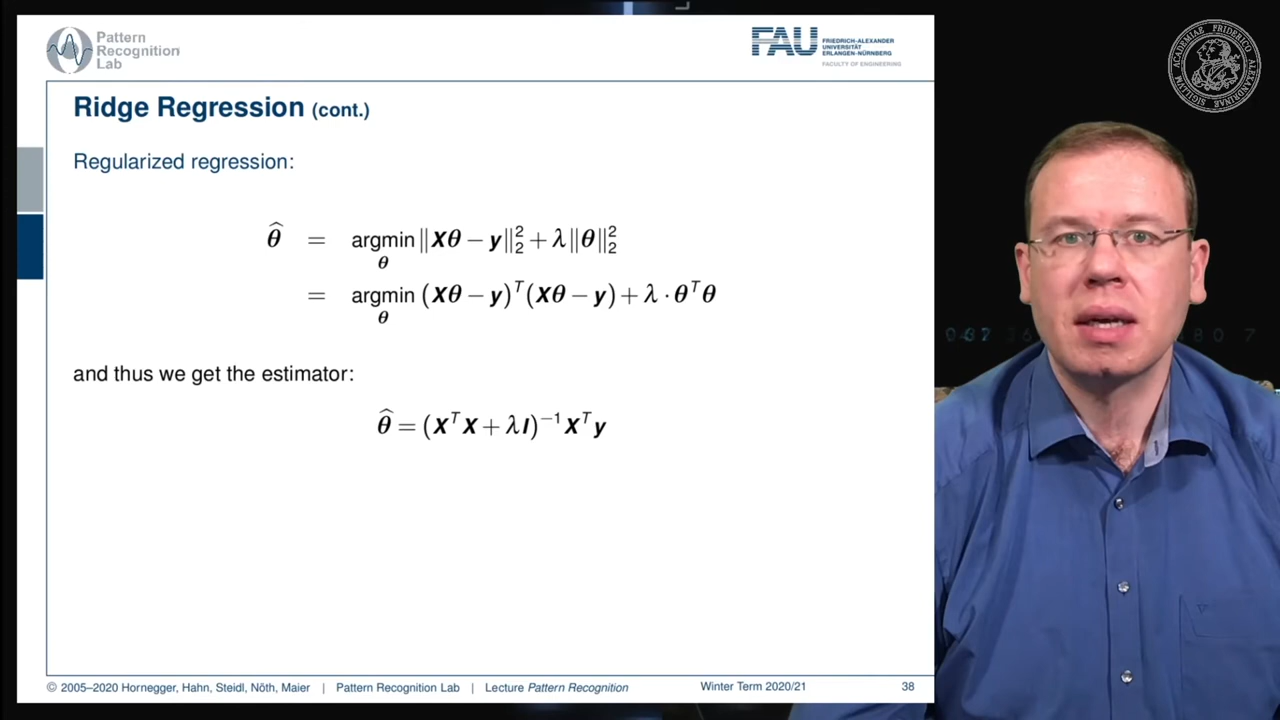 Pattern
Recognition
Lab
FAU
FRIEDRICH-ALEXANDER
UNIVERSITÄT
ERLANGEN-NÜRNBERG
FACULTY OF ENGINEERING
Ridge Regression (cont.)
Regularized regression:
θ̂ = argmin_θ ‖Xθ − y‖₂² + λ‖θ‖₂²
= argmin_θ (Xθ − y)ᵀ(Xθ − y) + λ · θᵀθ
and thus we get the estimator:
θ̂ = (XᵀX + λI)⁻¹Xᵀy
© 2005–2020 Hornegger, Hahn, Steidl, Nöth, Maier | Pattern Recognition Lab | Lecture Pattern Recognition Winter Term 2020/21 38